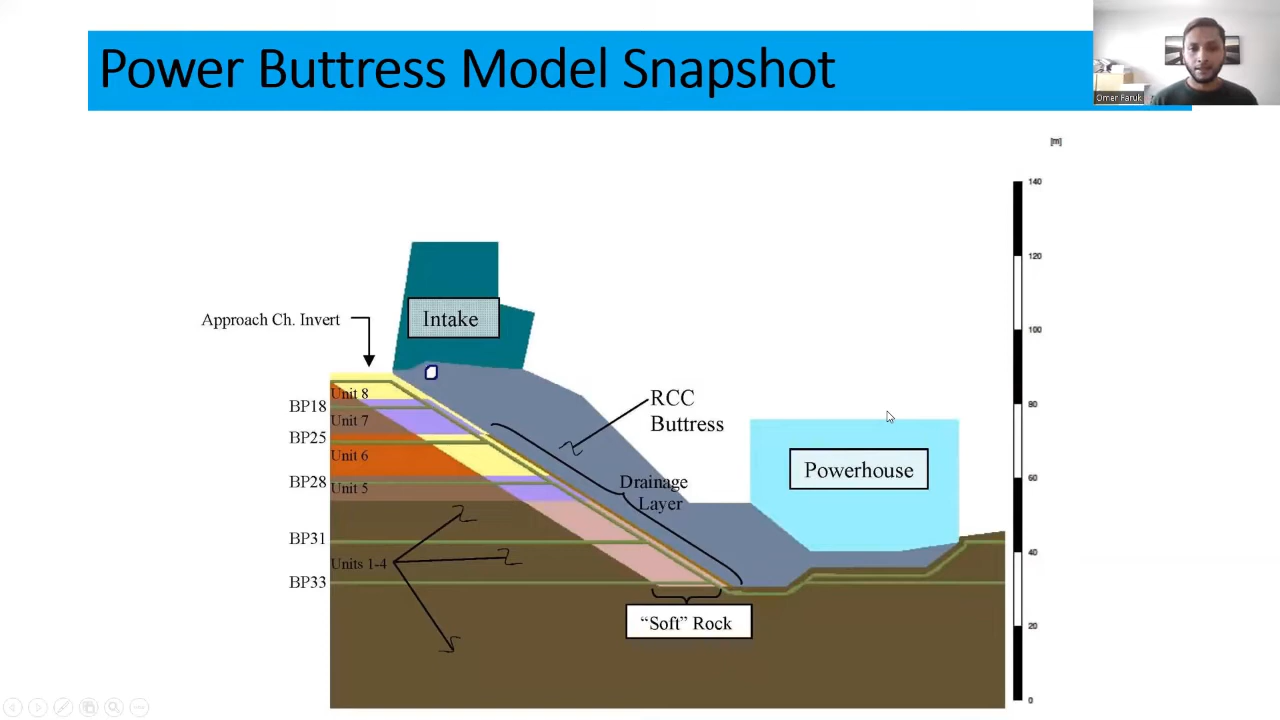 Power Buttress Model Snapshot
Omer Faruk
[m]
140
120
100
80
60
40
20
0
Intake
Approach Ch. Invert
Unit 8
BP18
Unit 7
BP25
Unit 6
BP28
Unit 5
BP31
Units 1-4
BP33
RCC
Buttress
Drainage
Layer
Powerhouse
“Soft” Rock